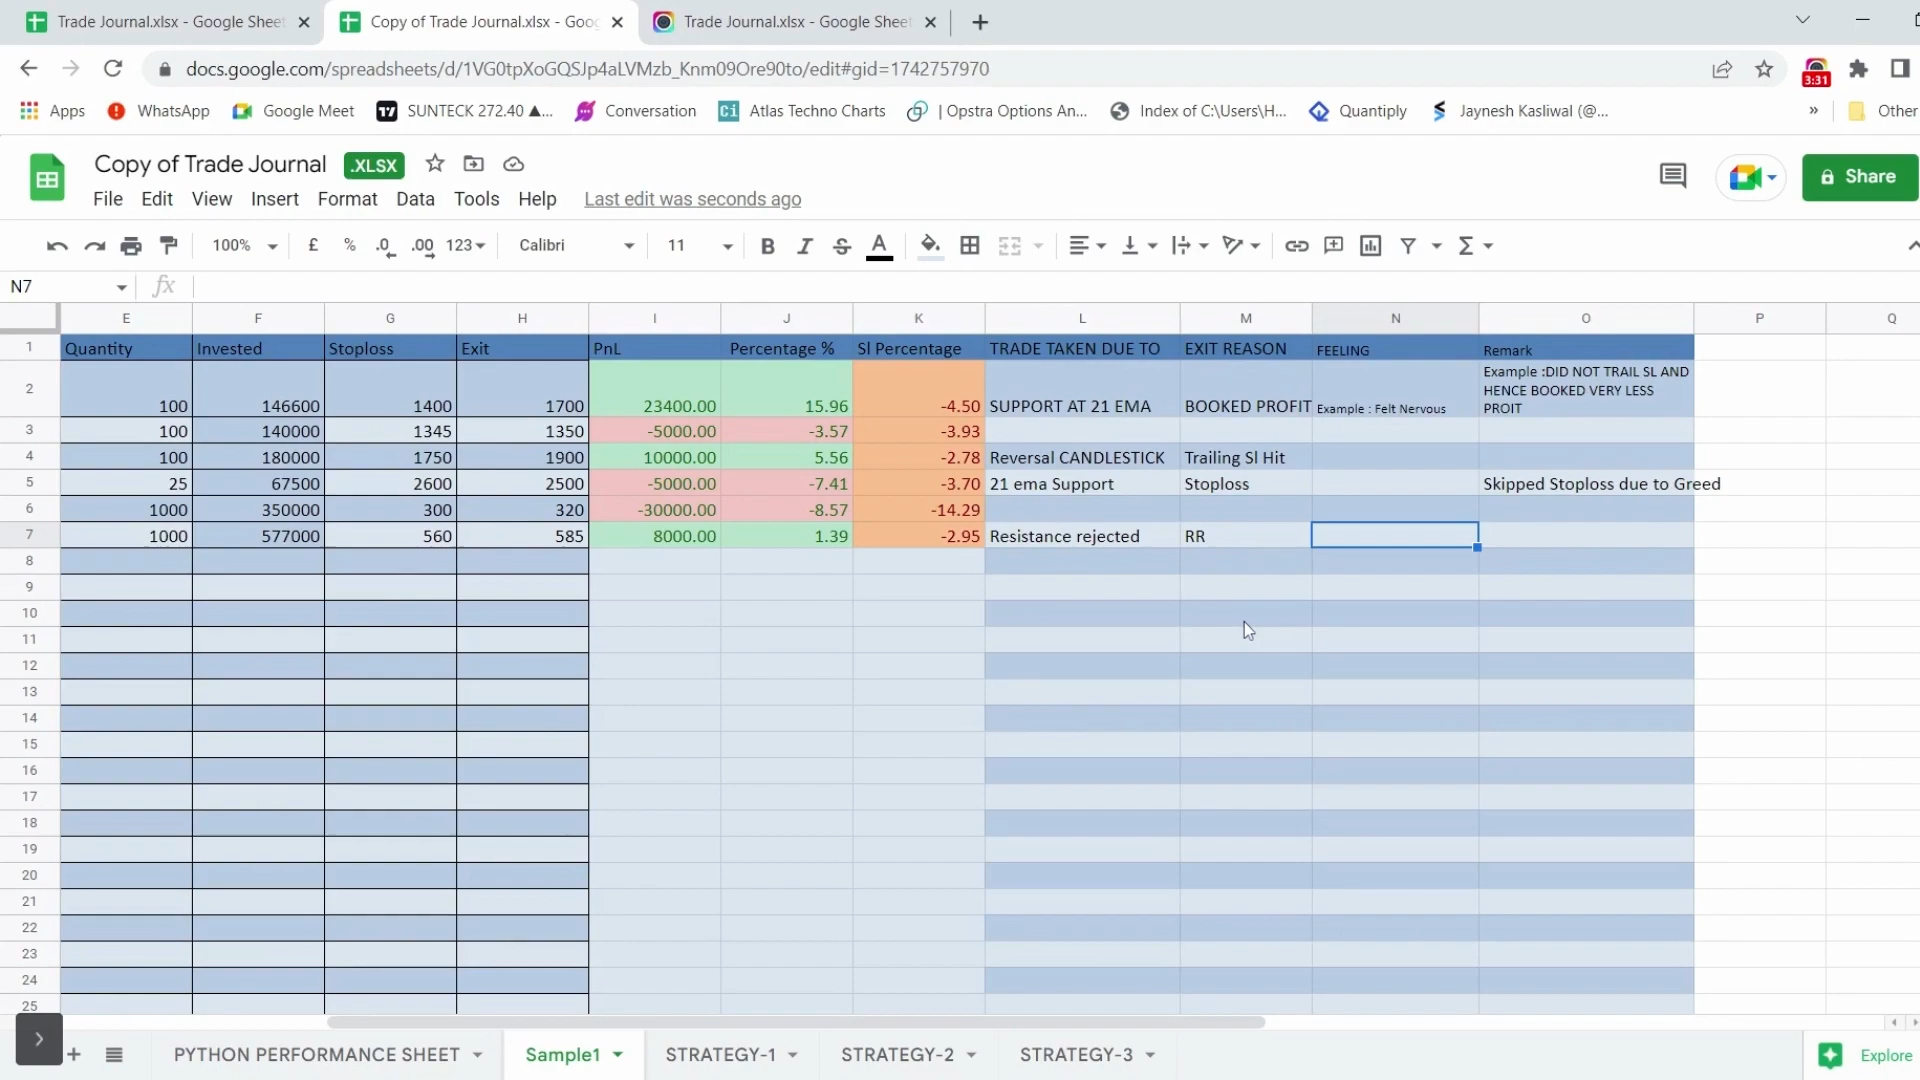 Trade Journal.xlsx - Google Sheet
Copy of Trade Journal.xlsx - Goog
Trade Journal.xlsx - Google Sheet
docs.google.com/spreadsheets/d/1VG0tpXoGQSJp4aLVMzb_Knm09Ore90to/edit#gid=1742757970
3:31
Apps
WhatsApp
Google Meet
SUNTECK 272.40 ▲...
Conversation
Atlas Techno Charts
| Opstra Options An...
Index of C:\Users\H...
Quantiply
Jaynesh Kasliwal (@...
»
Other
Copy of Trade Journal .XLSX
Share
File Edit View Insert Format Data Tools Help Last edit was seconds ago
100% £ % .0 .00 123 Calibri 11 B I S A Σ
N7 fx
E F G H I J K L M N O P Q
1 Quantity Invested Stoploss Exit PnL Percentage % Sl Percentage TRADE TAKEN DUE TO EXIT REASON FEELING Remark
2 100 146600 1400 1700 23400.00 15.96 -4.50 SUPPORT AT 21 EMA BOOKED PROFIT Example : Felt Nervous
Example :DID NOT TRAIL SL AND
HENCE BOOKED VERY LESS
PROIT
3 100 140000 1345 1350 -5000.00 -3.57 -3.93
4 100 180000 1750 1900 10000.00 5.56 -2.78 Reversal CANDLESTICK Trailing Sl Hit
5 25 67500 2600 2500 -5000.00 -7.41 -3.70 21 ema Support Stoploss Skipped Stoploss due to Greed
6 1000 350000 300 320 -30000.00 -8.57 -14.29
7 1000 577000 560 585 8000.00 1.39 -2.95 Resistance rejected RR
8
9
10
11
12
13
14
15
16
17
18
19
20
21
22
23
24
25
PYTHON PERFORMANCE SHEET Sample1 STRATEGY-1 STRATEGY-2 STRATEGY-3 Explore